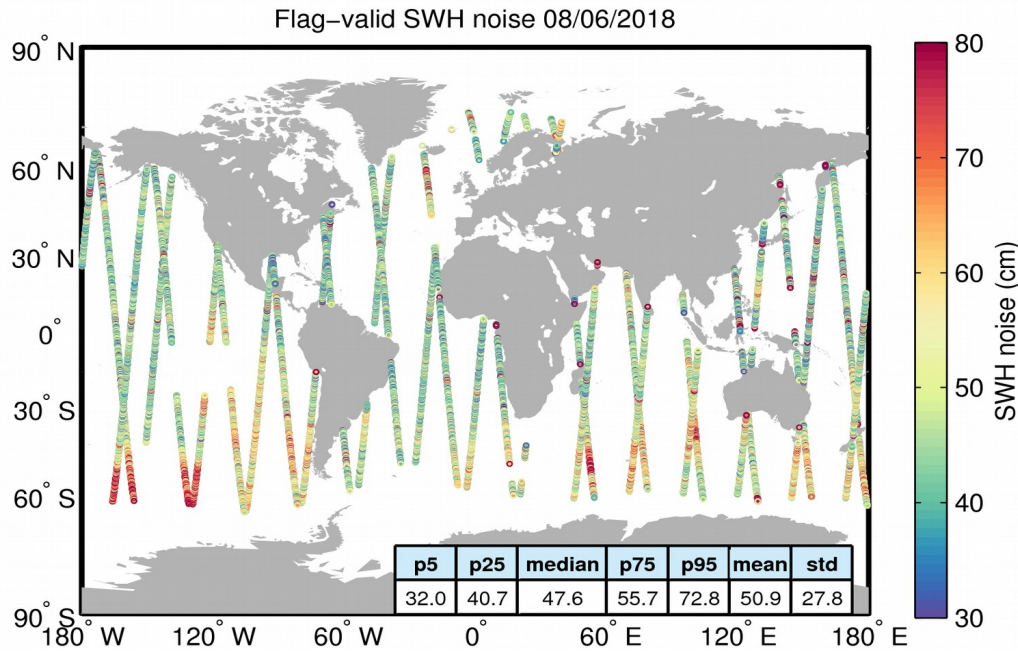 Flag−valid SWH noise 08/06/2018
90° N
60° N
30° N
0°
30° S
60° S
90° S
180° W
120° W
60° W
0°
60° E
120° E
180° E
80
70
60
50
40
30
SWH noise (cm)
p5 p25 median p75 p95 mean std
32.0 40.7 47.6 55.7 72.8 50.9 27.8